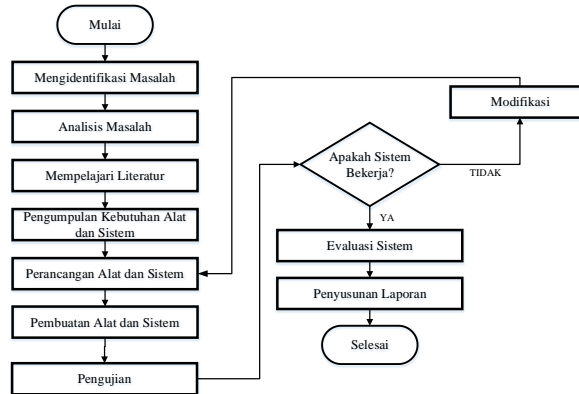 Mulai
Mengidentifikasi Masalah
Analisis Masalah
Mempelajari Literatur
Pengumpulan Kebutuhan Alat
dan Sistem
Perancangan Alat dan Sistem
Pembuatan Alat dan Sistem
Pengujian
Apakah Sistem
Bekerja?
TIDAK
Modifikasi
YA
Evaluasi Sistem
Penyusunan Laporan
Selesai